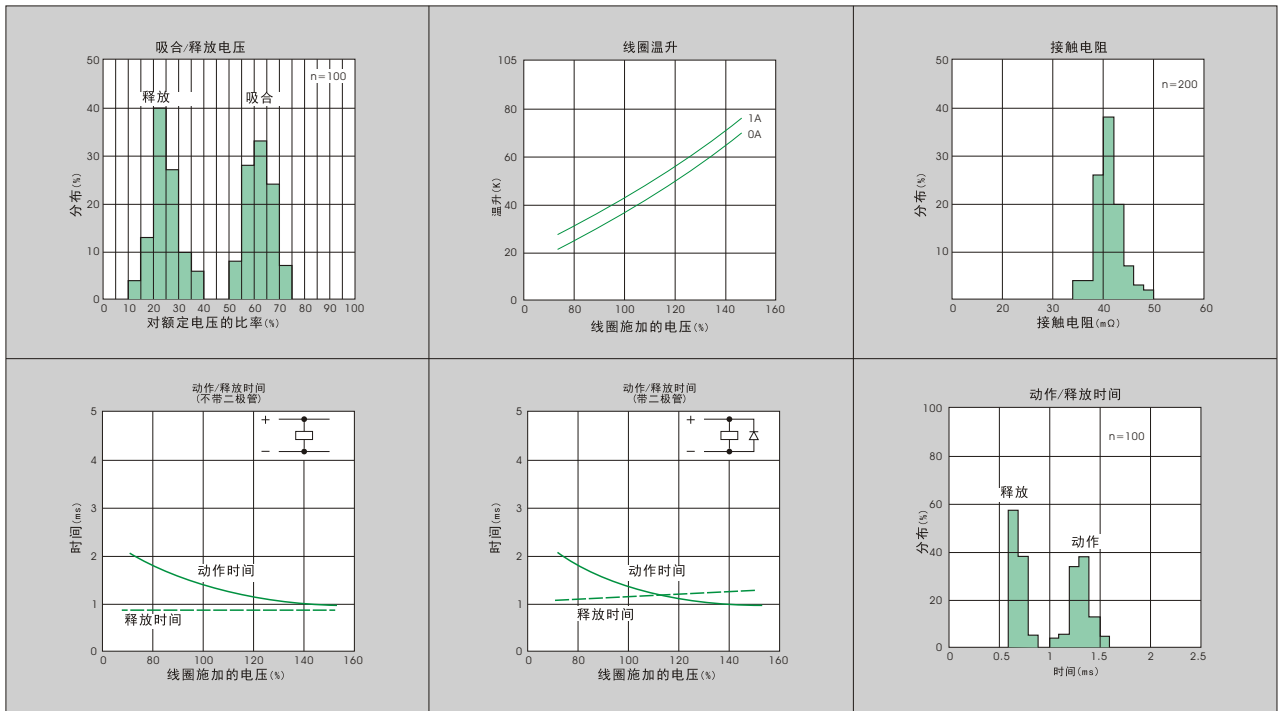 吸合/释放电压
50
n=100
释放
吸合
40
30
分布(%)
20
10
0
0 10 20 30 40 50 60 70 80 90 100
对额定电压的比率(%)
线圈温升
105
80
1A
0A
60
温升(K)
40
20
0
0 80 100 120 140 160
线圈施加的电压(%)
接触电阻
50
n=200
40
30
分布(%)
20
10
0
0 20 30 40 50 60
接触电阻(mΩ)
动作/释放时间
(不带二极管)
5
+
−
4
3
时间(ms)
2
动作时间
1
释放时间
0
0 80 100 120 140 160
线圈施加的电压(%)
动作/释放时间
(带二极管)
5
+
−
4
3
时间(ms)
2
动作时间
1
释放时间
0
0 80 100 120 140 160
线圈施加的电压(%)
动作/释放时间
100
n=100
80
释放
60
分布(%)
动作
40
20
0
0 0.5 1 1.5 2 2.5
时间(ms)